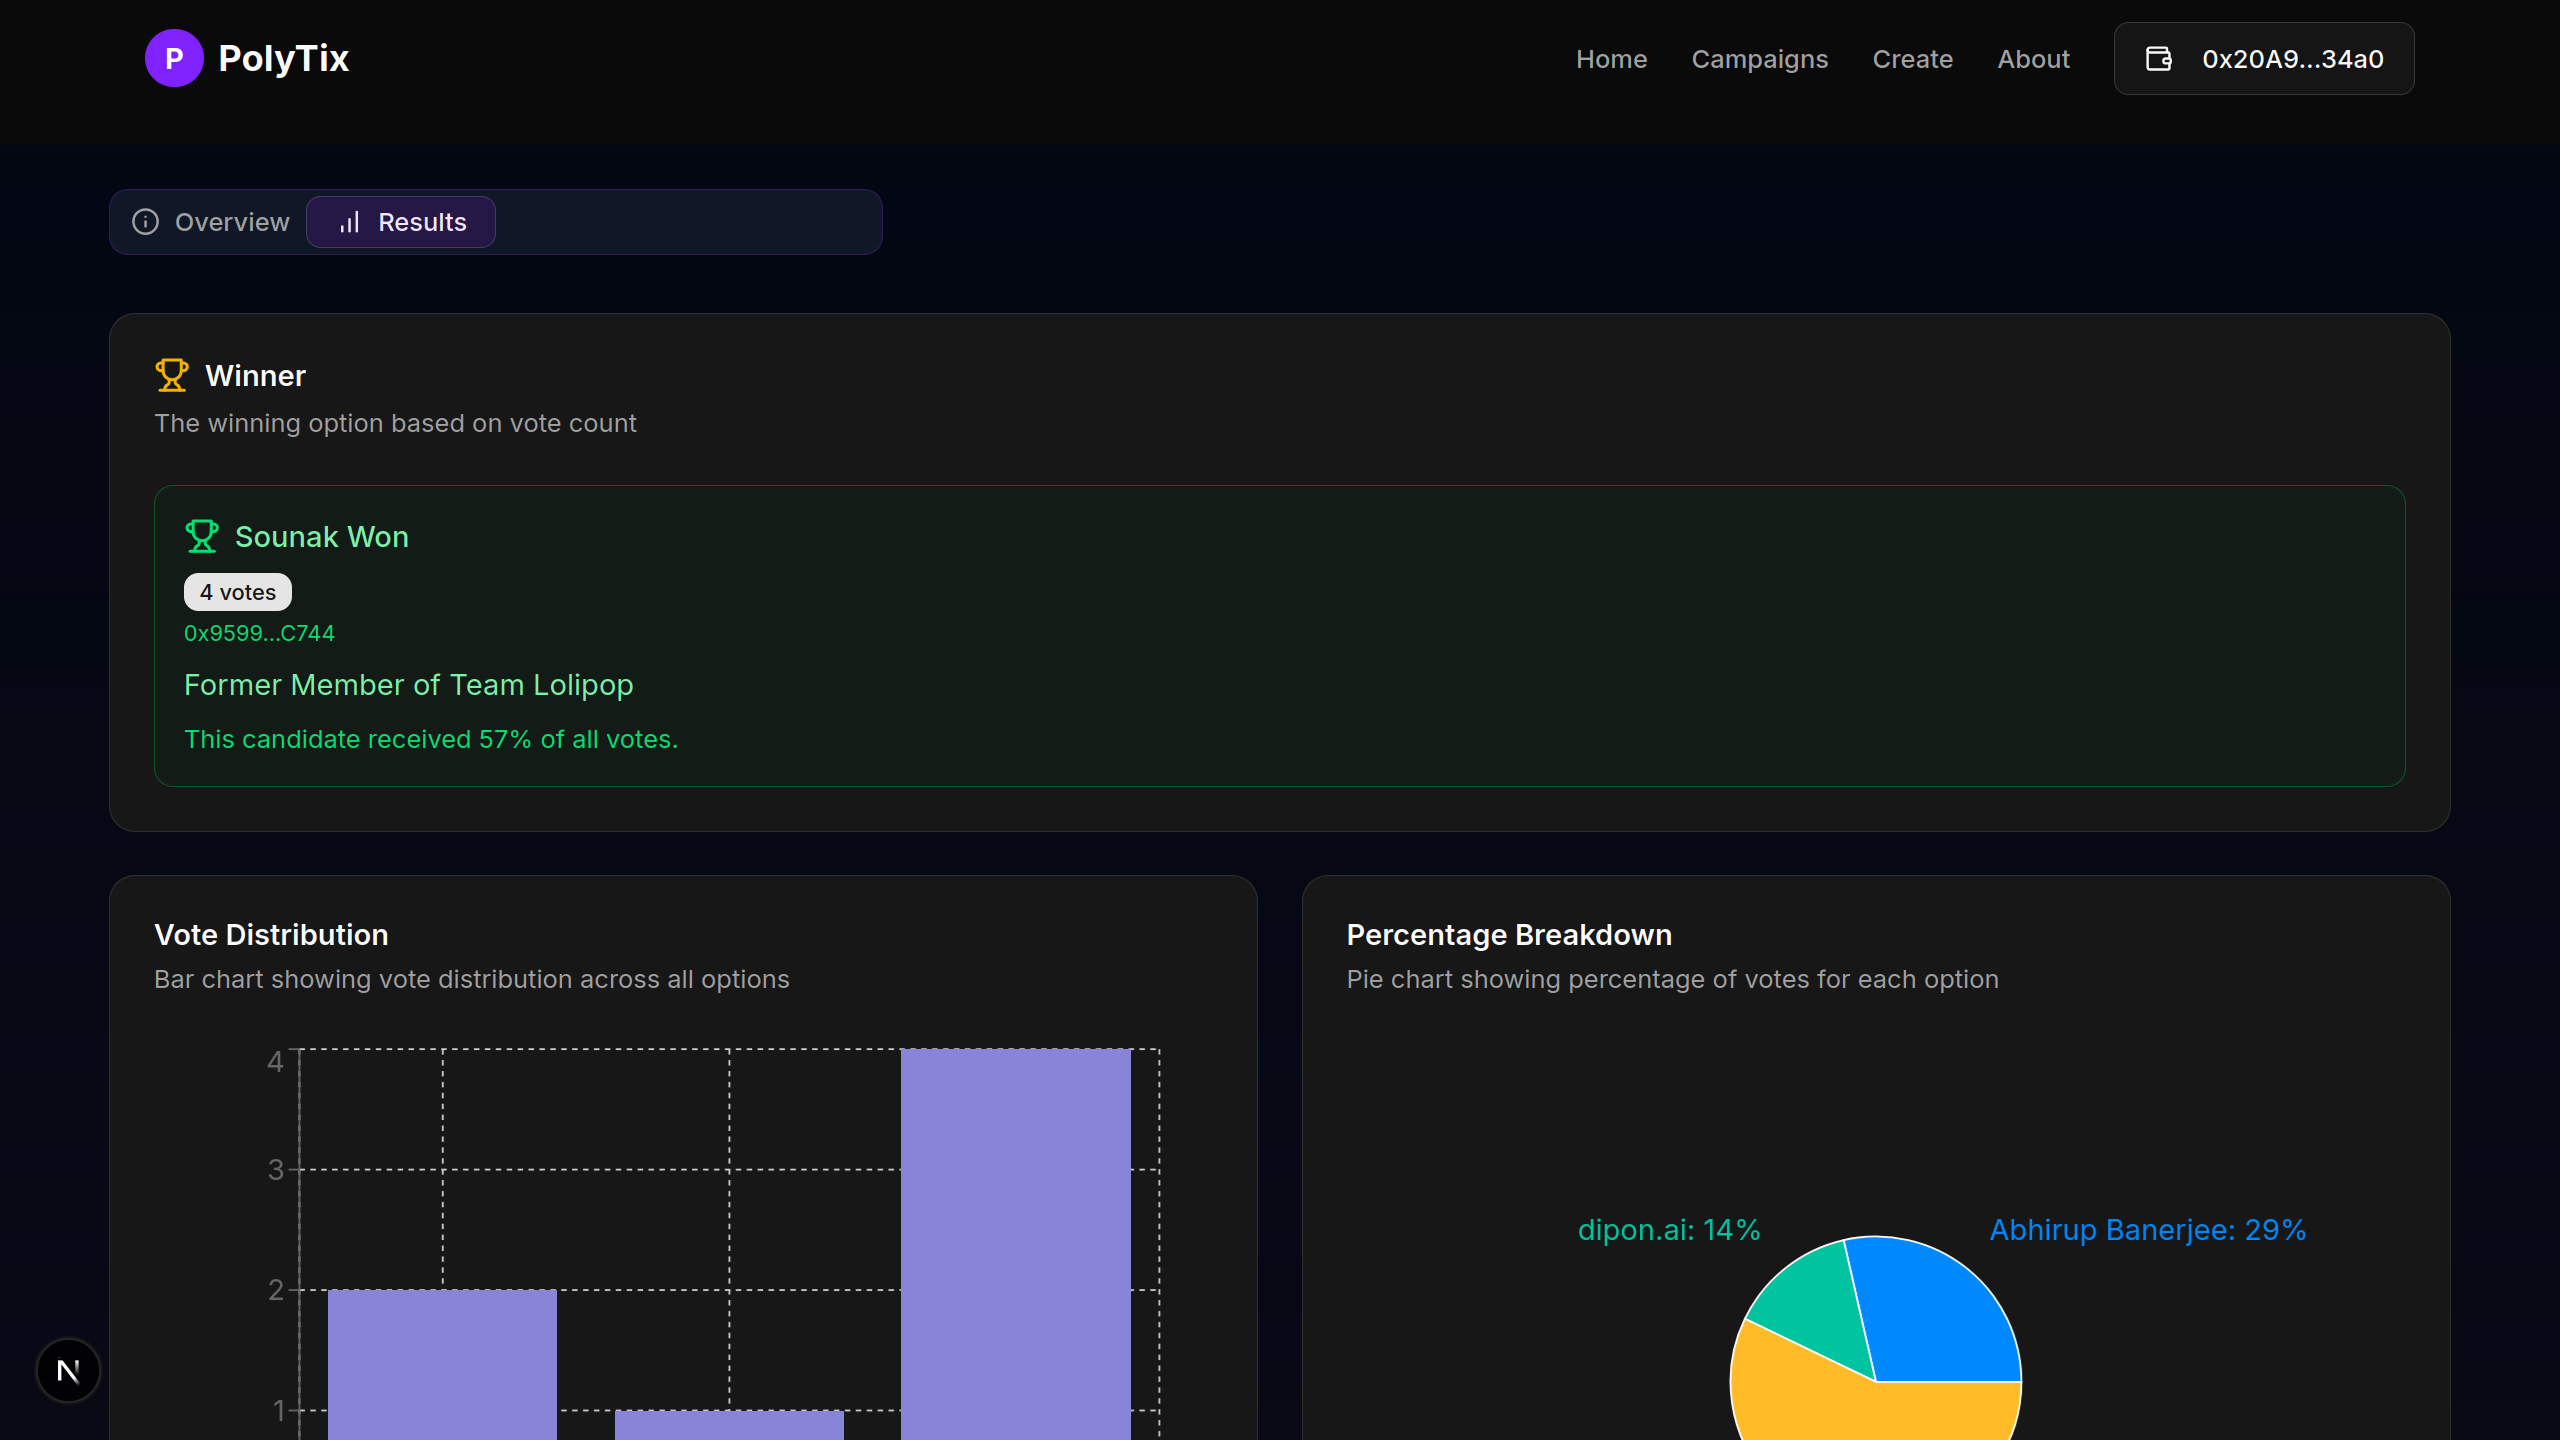 P PolyTix
Home Campaigns Create About 0x20A9...34a0
Overview Results
Winner
The winning option based on vote count
Sounak Won
4 votes
0x9599...C744
Former Member of Team Lolipop
This candidate received 57% of all votes.
Vote Distribution
Bar chart showing vote distribution across all options
4
3
2
1
Percentage Breakdown
Pie chart showing percentage of votes for each option
dipon.ai: 14%
Abhirup Banerjee: 29%
N